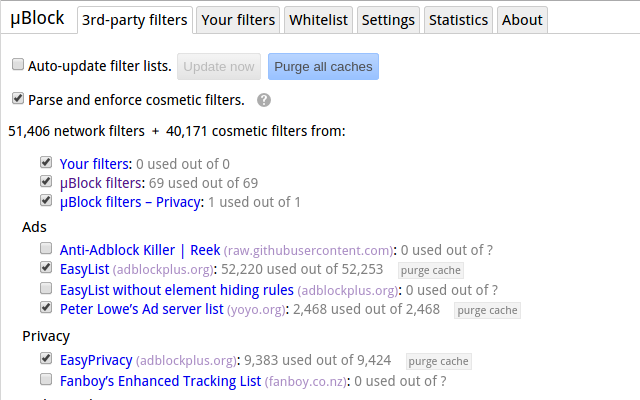 µBlock 3rd-party filters Your filters Whitelist Settings Statistics About
Auto-update filter lists. Update now Purge all caches
Parse and enforce cosmetic filters. ?
51,406 network filters + 40,171 cosmetic filters from:
Your filters: 0 used out of 0
µBlock filters: 69 used out of 69
µBlock filters – Privacy: 1 used out of 1
Ads
Anti-Adblock Killer | Reek (raw.githubusercontent.com): 0 used out of ?
EasyList (adblockplus.org): 52,220 used out of 52,253 purge cache
EasyList without element hiding rules (adblockplus.org): 0 used out of ?
Peter Lowe’s Ad server list (yoyo.org): 2,468 used out of 2,468 purge cache
Privacy
EasyPrivacy (adblockplus.org): 9,383 used out of 9,424 purge cache
Fanboy’s Enhanced Tracking List (fanboy.co.nz): 0 used out of ?